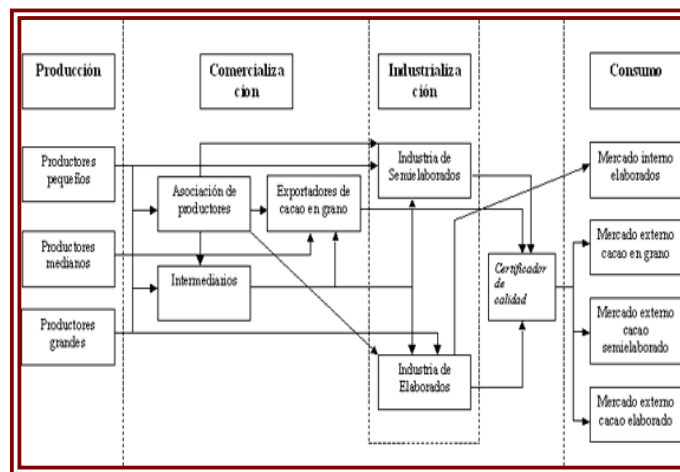 Producción
Comercializa
cion
Industrializa
ción
Consumo
Productores
pequeños
Asociación de
productores
Exportadores de
cacao en grano
Industria de
Semielaborados
Mercado interno
elaborados
Productores
medianos
Intermediarios
Certificador
de
calidad
Mercado externo
cacao en grano
Productores
grandes
Industria de
Elaborados
Mercado externo
cacao
semielaborado
Mercado externo
cacao elaborado